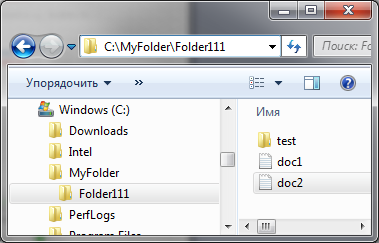 C:\MyFolder\Folder111
Поиск: Fo
Упорядочить
»
Имя
Windows (C:)
Downloads
Intel
MyFolder
Folder111
PerfLogs
Program Files
test
doc1
doc2